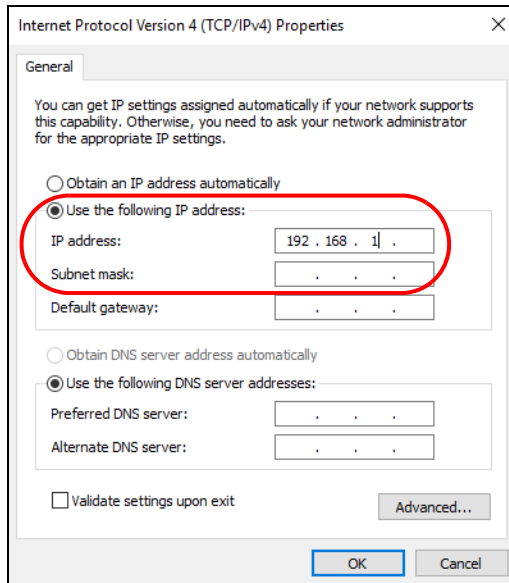 Internet Protocol Version 4 (TCP/IPv4) Properties
General
You can get IP settings assigned automatically if your network supports
this capability. Otherwise, you need to ask your network administrator
for the appropriate IP settings.
Obtain an IP address automatically
Use the following IP address:
IP address: 192 . 168 . 1 .
Subnet mask: . . .
Default gateway: . . .
Obtain DNS server address automatically
Use the following DNS server addresses:
Preferred DNS server: . . .
Alternate DNS server: . . .
Validate settings upon exit Advanced...
OK Cancel